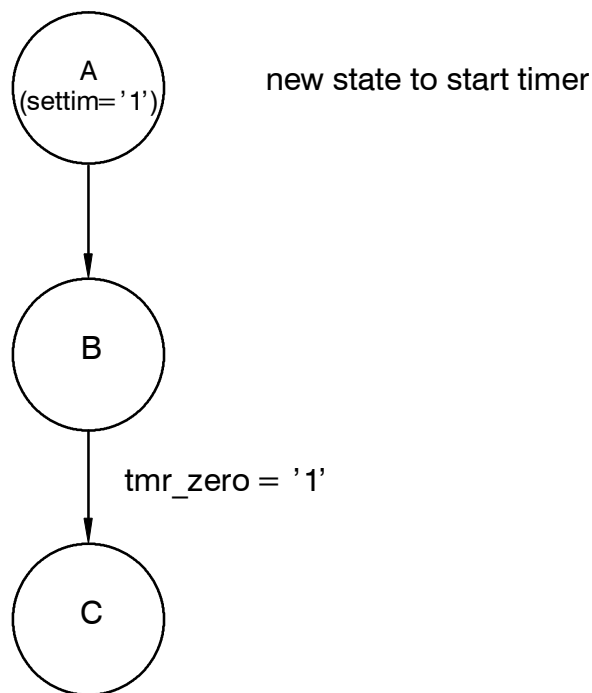 A
(settim='1')
new state to start timer
B
tmr_zero = '1'
C